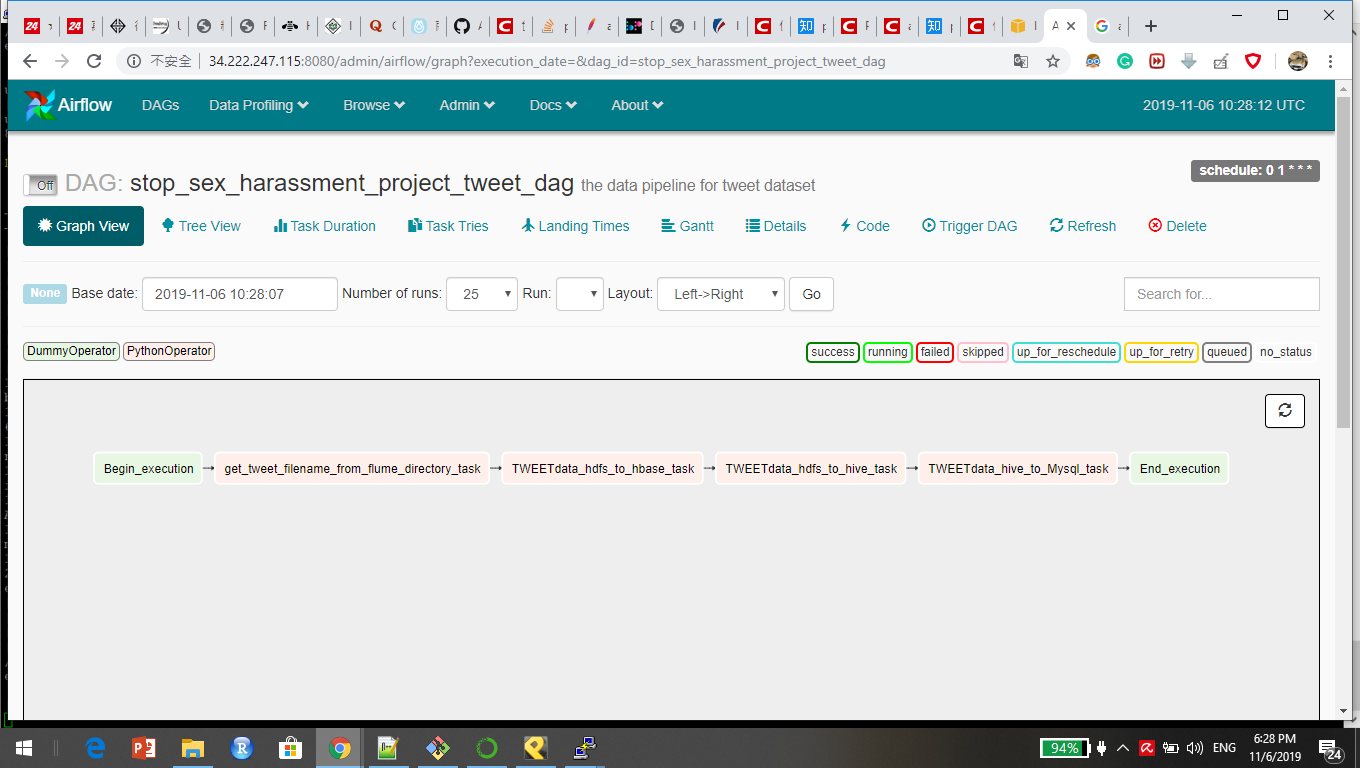 不安全 34.222.247.115:8080/admin/airflow/graph?execution_date=&dag_id=stop_sex_harassment_project_tweet_dag
Airflow DAGs Data Profiling Browse Admin Docs About 2019-11-06 10:28:12 UTC
schedule: 0 1 * * *
Off DAG: stop_sex_harassment_project_tweet_dag the data pipeline for tweet dataset
Graph View Tree View Task Duration Task Tries Landing Times Gantt Details Code Trigger DAG Refresh Delete
None Base date: 2019-11-06 10:28:07 Number of runs: 25 Run: Layout: Left->Right Go Search for...
DummyOperator PythonOperator success running failed skipped up_for_reschedule up_for_retry queued no_status
Begin_execution get_tweet_filename_from_flume_directory_task TWEETdata_hdfs_to_hbase_task TWEETdata_hdfs_to_hive_task TWEETdata_hive_to_Mysql_task End_execution
94% ENG 6:28 PM
11/6/2019 24